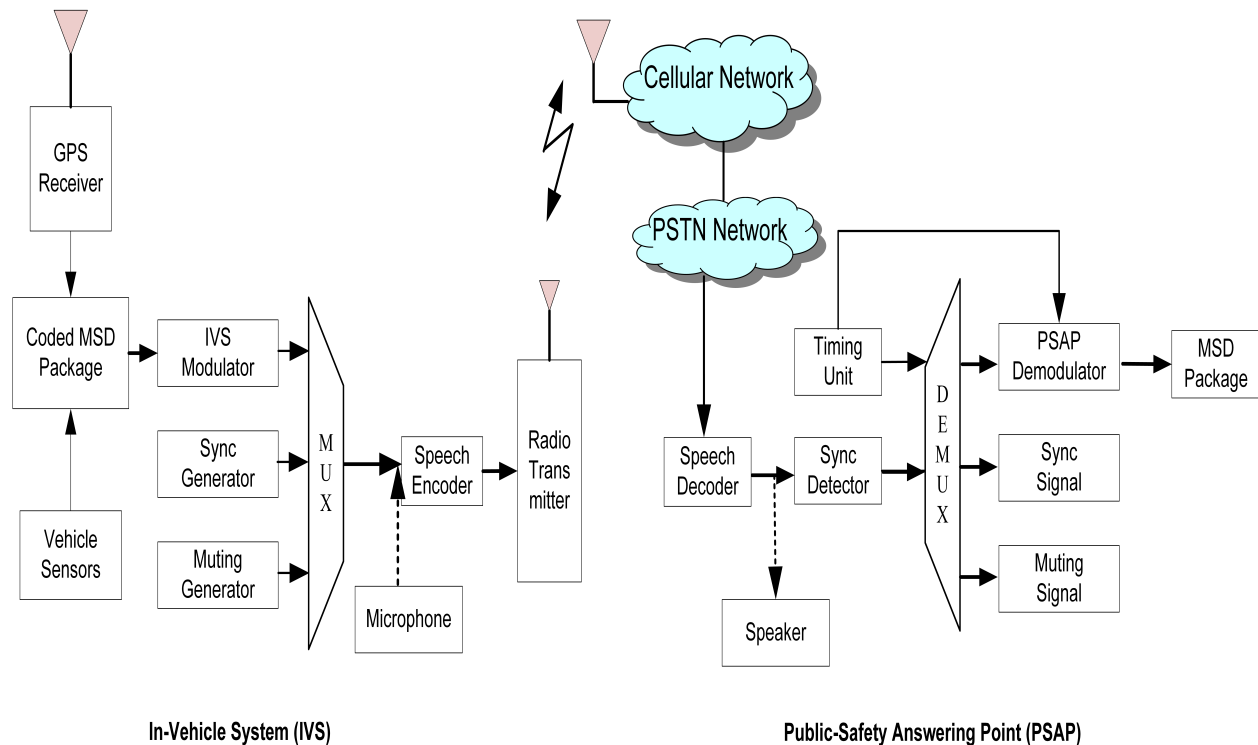 GPS
Receiver
Coded MSD
Package
Vehicle
Sensors
IVS
Modulator
Sync
Generator
Muting
Generator
M
U
X
Microphone
Speech
Encoder
Radio
Trans
mitter
In-Vehicle System (IVS)
Cellular Network
PSTN Network
Speech
Decoder
Speaker
Sync
Detector
Timing
Unit
D
E
M
U
X
PSAP
Demodulator
MSD
Package
Sync
Signal
Muting
Signal
Public-Safety Answering Point (PSAP)